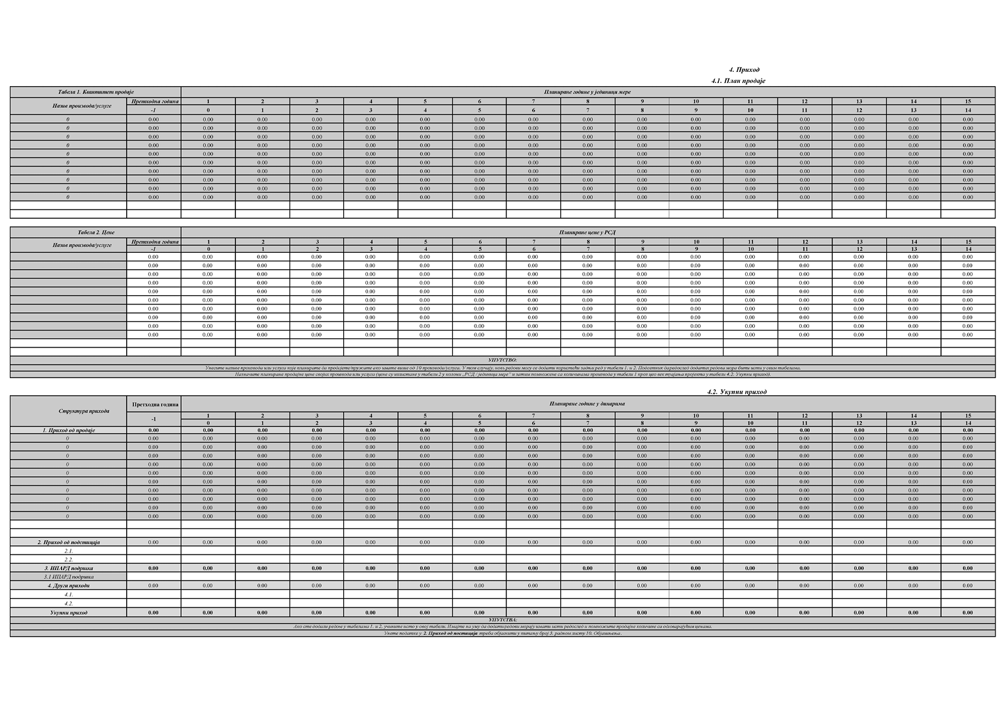 4. Приход
4.1. План продаје
Табела 1. Квантитет продаје Планиране године у јединици мере
Назив производа/услуге Претходна година 1 2 3 4 5 6 7 8 9 10 11 12 13 14 15
-1 0 1 2 3 4 5 6 7 8 9 10 11 12 13 14
0 0.00 0.00 0.00 0.00 0.00 0.00 0.00 0.00 0.00 0.00 0.00 0.00 0.00 0.00 0.00 0.00
0 0.00 0.00 0.00 0.00 0.00 0.00 0.00 0.00 0.00 0.00 0.00 0.00 0.00 0.00 0.00 0.00
0 0.00 0.00 0.00 0.00 0.00 0.00 0.00 0.00 0.00 0.00 0.00 0.00 0.00 0.00 0.00 0.00
0 0.00 0.00 0.00 0.00 0.00 0.00 0.00 0.00 0.00 0.00 0.00 0.00 0.00 0.00 0.00 0.00
0 0.00 0.00 0.00 0.00 0.00 0.00 0.00 0.00 0.00 0.00 0.00 0.00 0.00 0.00 0.00 0.00
0 0.00 0.00 0.00 0.00 0.00 0.00 0.00 0.00 0.00 0.00 0.00 0.00 0.00 0.00 0.00 0.00
0 0.00 0.00 0.00 0.00 0.00 0.00 0.00 0.00 0.00 0.00 0.00 0.00 0.00 0.00 0.00 0.00
0 0.00 0.00 0.00 0.00 0.00 0.00 0.00 0.00 0.00 0.00 0.00 0.00 0.00 0.00 0.00 0.00
0 0.00 0.00 0.00 0.00 0.00 0.00 0.00 0.00 0.00 0.00 0.00 0.00 0.00 0.00 0.00 0.00
0 0.00 0.00 0.00 0.00 0.00 0.00 0.00 0.00 0.00 0.00 0.00 0.00 0.00 0.00 0.00 0.00
Табела 2. Цене Планиране цене у РСД
Назив производа/услуге Претходна година 1 2 3 4 5 6 7 8 9 10 11 12 13 14 15
-1 0 1 2 3 4 5 6 7 8 9 10 11 12 13 14
0.00 0.00 0.00 0.00 0.00 0.00 0.00 0.00 0.00 0.00 0.00 0.00 0.00 0.00 0.00 0.00
0.00 0.00 0.00 0.00 0.00 0.00 0.00 0.00 0.00 0.00 0.00 0.00 0.00 0.00 0.00 0.00
0.00 0.00 0.00 0.00 0.00 0.00 0.00 0.00 0.00 0.00 0.00 0.00 0.00 0.00 0.00 0.00
0.00 0.00 0.00 0.00 0.00 0.00 0.00 0.00 0.00 0.00 0.00 0.00 0.00 0.00 0.00 0.00
0.00 0.00 0.00 0.00 0.00 0.00 0.00 0.00 0.00 0.00 0.00 0.00 0.00 0.00 0.00 0.00
0.00 0.00 0.00 0.00 0.00 0.00 0.00 0.00 0.00 0.00 0.00 0.00 0.00 0.00 0.00 0.00
0.00 0.00 0.00 0.00 0.00 0.00 0.00 0.00 0.00 0.00 0.00 0.00 0.00 0.00 0.00 0.00
0.00 0.00 0.00 0.00 0.00 0.00 0.00 0.00 0.00 0.00 0.00 0.00 0.00 0.00 0.00 0.00
0.00 0.00 0.00 0.00 0.00 0.00 0.00 0.00 0.00 0.00 0.00 0.00 0.00 0.00 0.00 0.00
0.00 0.00 0.00 0.00 0.00 0.00 0.00 0.00 0.00 0.00 0.00 0.00 0.00 0.00 0.00 0.00
УПУТСТВО:
Унесите називе производа или услуга које планирате да продајете/пружате ако имате више од 10 производа/услуга. У том случају, нови редови могу се додати користећи задњи ред у табели 1. и 2. Подсетник да редослед додатих редова мора бити исти у свим табелама.
Назначите планиране продајне цене својих производа или услуга (цене су излистане у табели 2 у колони „РСД / јединица мере” и затим помножене са количинама производа у табели 1 кроз цео век трајања пројекта у табели 4.2. Укупни приход).
4.2. Укупни приход
Структура прихода Претходна година Планиране године у динарима
-1 1 2 3 4 5 6 7 8 9 10 11 12 13 14 15
0 1 2 3 4 5 6 7 8 9 10 11 12 13 14
1. Приход од продаје 0.00 0.00 0.00 0.00 0.00 0.00 0.00 0.00 0.00 0.00 0.00 0.00 0.00 0.00 0.00 0.00
0 0.00 0.00 0.00 0.00 0.00 0.00 0.00 0.00 0.00 0.00 0.00 0.00 0.00 0.00 0.00 0.00
0 0.00 0.00 0.00 0.00 0.00 0.00 0.00 0.00 0.00 0.00 0.00 0.00 0.00 0.00 0.00 0.00
0 0.00 0.00 0.00 0.00 0.00 0.00 0.00 0.00 0.00 0.00 0.00 0.00 0.00 0.00 0.00 0.00
0 0.00 0.00 0.00 0.00 0.00 0.00 0.00 0.00 0.00 0.00 0.00 0.00 0.00 0.00 0.00 0.00
0 0.00 0.00 0.00 0.00 0.00 0.00 0.00 0.00 0.00 0.00 0.00 0.00 0.00 0.00 0.00 0.00
0 0.00 0.00 0.00 0.00 0.00 0.00 0.00 0.00 0.00 0.00 0.00 0.00 0.00 0.00 0.00 0.00
0 0.00 0.00 0.00 0.00 0.00 0.00 0.00 0.00 0.00 0.00 0.00 0.00 0.00 0.00 0.00 0.00
0 0.00 0.00 0.00 0.00 0.00 0.00 0.00 0.00 0.00 0.00 0.00 0.00 0.00 0.00 0.00 0.00
0 0.00 0.00 0.00 0.00 0.00 0.00 0.00 0.00 0.00 0.00 0.00 0.00 0.00 0.00 0.00 0.00
0 0.00 0.00 0.00 0.00 0.00 0.00 0.00 0.00 0.00 0.00 0.00 0.00 0.00 0.00 0.00 0.00
2. Приход од подстицаја 0.00 0.00 0.00 0.00 0.00 0.00 0.00 0.00 0.00 0.00 0.00 0.00 0.00 0.00 0.00 0.00
2.1.
2.2.
3. ИПАРД подршка 0.00 0.00 0.00 0.00 0.00 0.00 0.00 0.00 0.00 0.00 0.00 0.00 0.00 0.00 0.00 0.00
3.1 ИПАРД подршка
4. Други приходи 0.00 0.00 0.00 0.00 0.00 0.00 0.00 0.00 0.00 0.00 0.00 0.00 0.00 0.00 0.00 0.00
4.1.
4.2.
Укупни приход 0.00 0.00 0.00 0.00 0.00 0.00 0.00 0.00 0.00 0.00 0.00 0.00 0.00 0.00 0.00 0.00
УПУТСТВА:
Ако сте додали редове у табелама 1. и 2, учините исто у овој табели. Имајте на уму да додати редови морају имати исти редослед и помножите продајне количине са одговарајућим ценама.
Унете податке у 2. Приход од постицаја треба објаснити у питању број 3. радном листу 10. Објашњења.